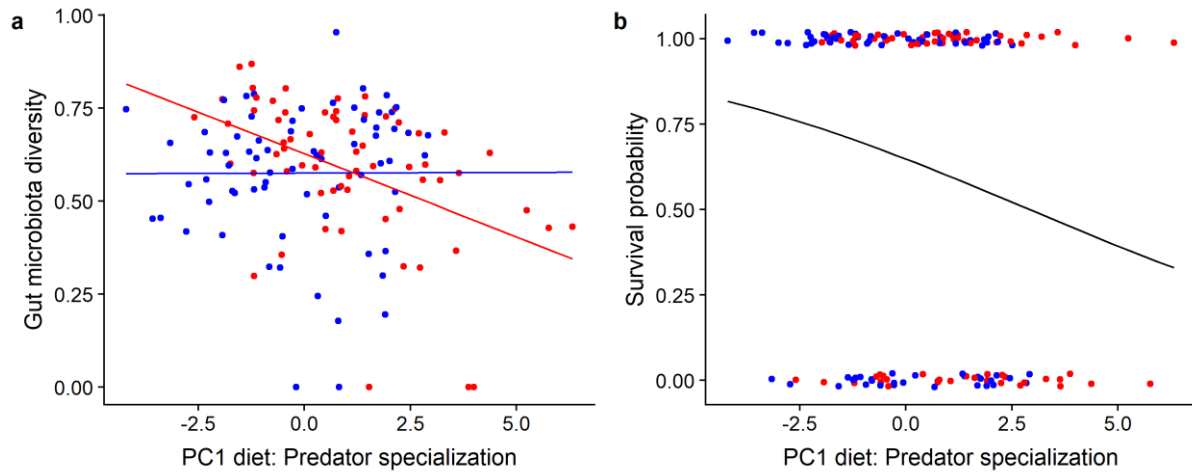 a
1.00
0.75
0.50
0.25
0.00
Gut microbiota diversity
-2.5 0.0 2.5 5.0
PC1 diet: Predator specialization
b
1.00
0.75
0.50
0.25
0.00
Survival probability
-2.5 0.0 2.5 5.0
PC1 diet: Predator specialization